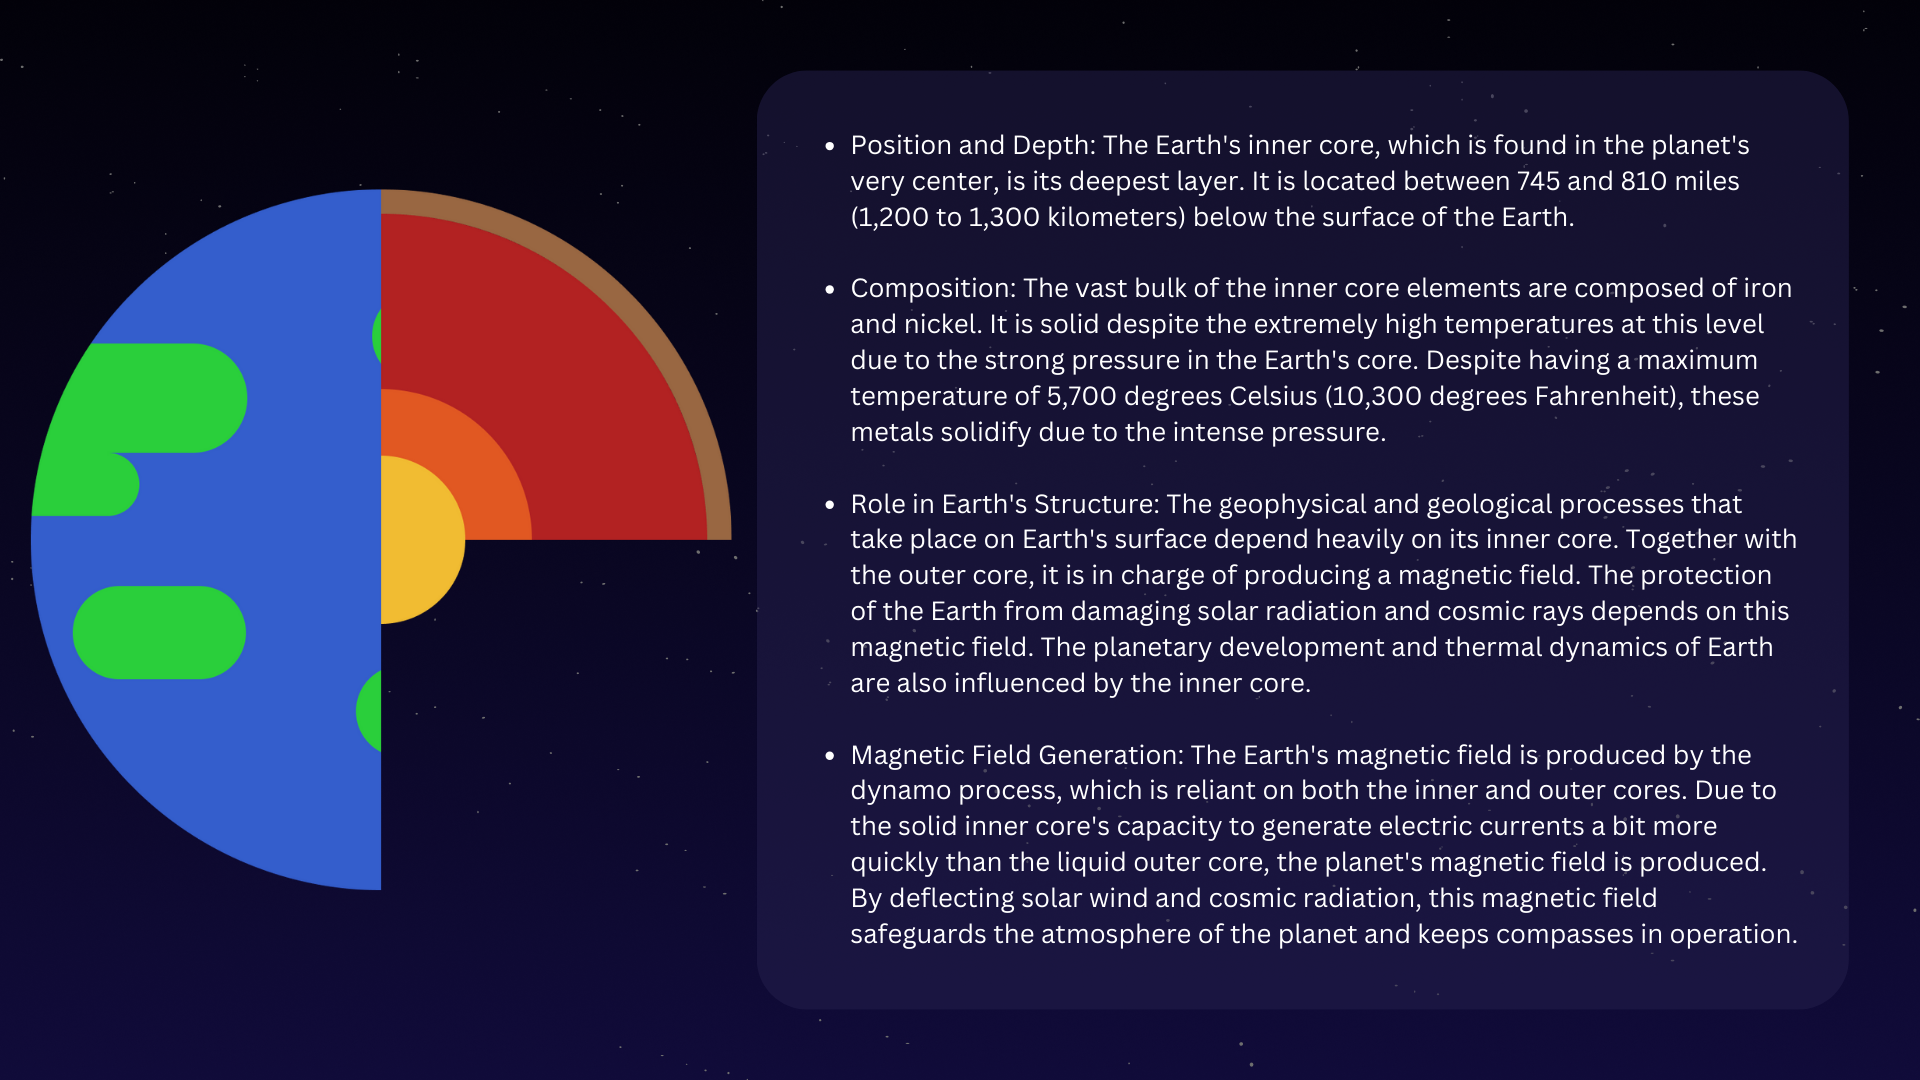 • Position and Depth: The Earth's inner core, which is found in the planet's
very center, is its deepest layer. It is located between 745 and 810 miles
(1,200 to 1,300 kilometers) below the surface of the Earth.
• Composition: The vast bulk of the inner core elements are composed of iron
and nickel. It is solid despite the extremely high temperatures at this level
due to the strong pressure in the Earth's core. Despite having a maximum
temperature of 5,700 degrees Celsius (10,300 degrees Fahrenheit), these
metals solidify due to the intense pressure.
• Role in Earth's Structure: The geophysical and geological processes that
take place on Earth's surface depend heavily on its inner core. Together with
the outer core, it is in charge of producing a magnetic field. The protection
of the Earth from damaging solar radiation and cosmic rays depends on this
magnetic field. The planetary development and thermal dynamics of Earth
are also influenced by the inner core.
• Magnetic Field Generation: The Earth's magnetic field is produced by the
dynamo process, which is reliant on both the inner and outer cores. Due to
the solid inner core's capacity to generate electric currents a bit more
quickly than the liquid outer core, the planet's magnetic field is produced.
By deflecting solar wind and cosmic radiation, this magnetic field
safeguards the atmosphere of the planet and keeps compasses in operation.